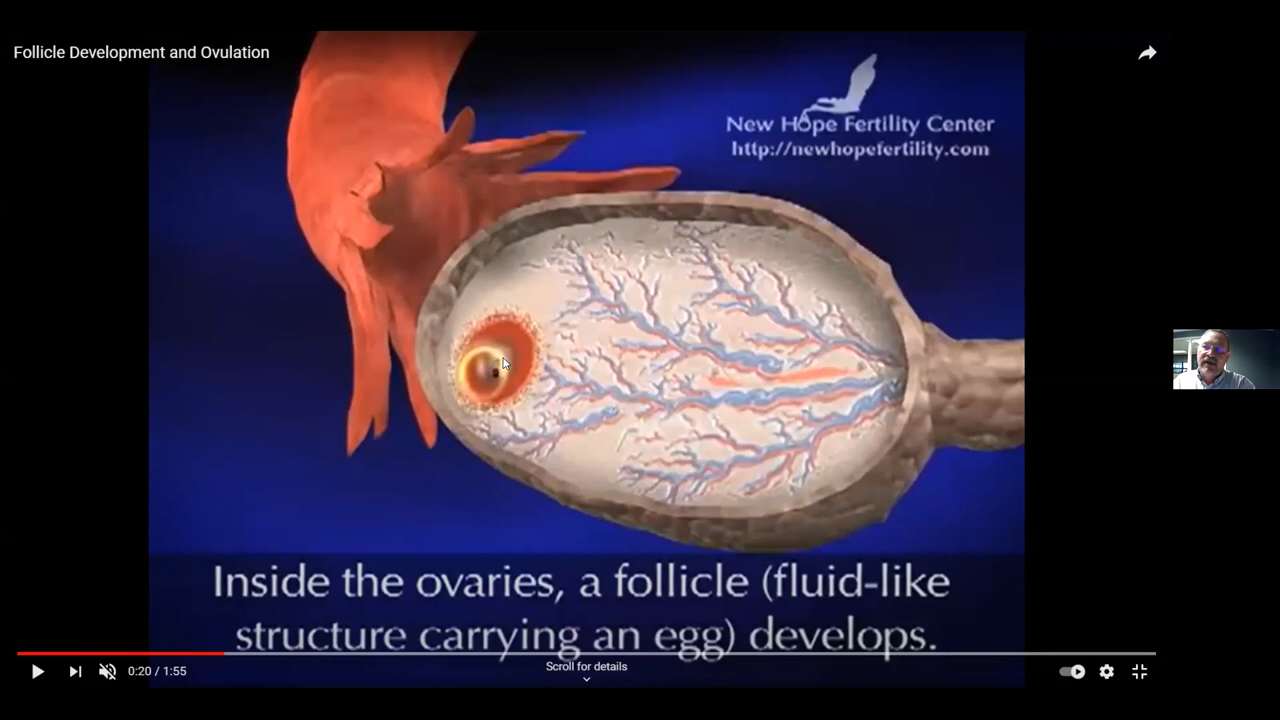 Follicle Development and Ovulation
New Hope Fertility Center
http://newhopefertility.com
Inside the ovaries, a follicle (fluid-like
structure carrying an egg) develops.
Scroll for details
0:20 / 1:55